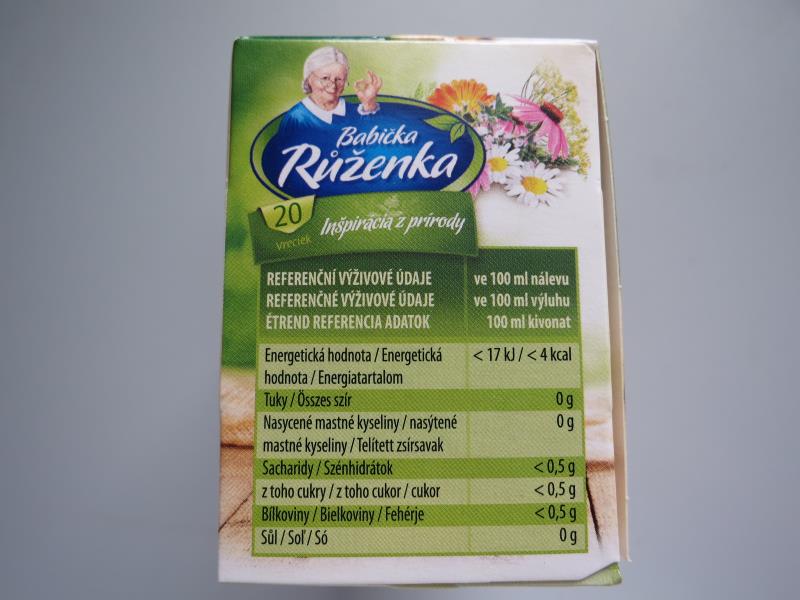 Babička
Růženka
20
Vreciek
Inšpirácia z prírody
REFERENČNÍ VÝŽIVOVÉ ÚDAJE ve 100 ml nálevu
REFERENČNÉ VÝŽIVOVÉ ÚDAJE ve 100 ml výluhu
ÉTREND REFERENCIA ADATOK 100 ml kivonat
Energetická hodnota / Energetická < 17 kJ / < 4 kcal
hodnota / Energiatartalom
Tuky / Összes szír 0 g
Nasycené mastné kyseliny / nasýtené 0 g
mastné kyseliny / Telített zsírsavak
Sacharidy / Szénhidrátok < 0,5 g
z toho cukry / z toho cukor / cukor < 0,5 g
Bílkoviny / Bielkoviny / Fehérje < 0,5 g
Sůl / Soľ / Só 0 g